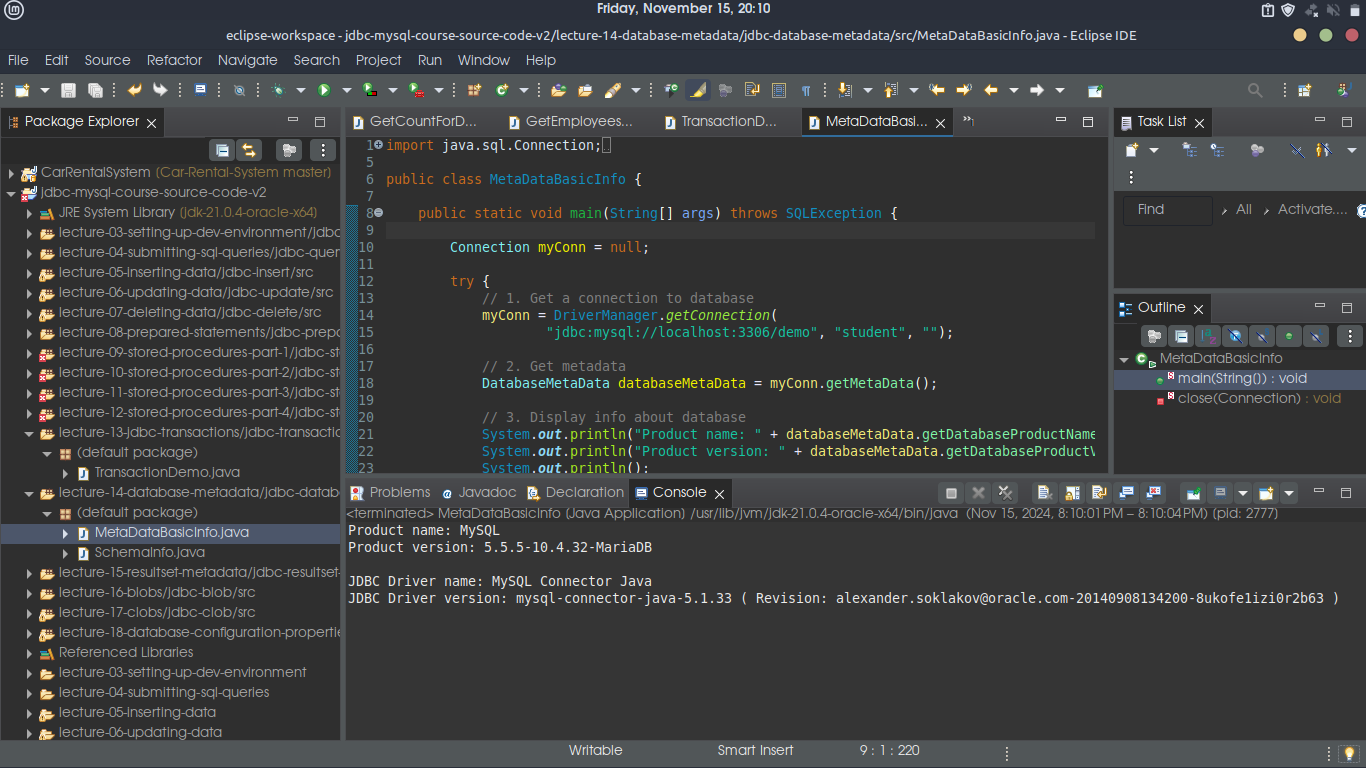 Friday, November 15, 20:10
eclipse-workspace - jdbc-mysql-course-source-code-v2/lecture-14-database-metadata/jdbc-database-metadata/src/MetaDataBasicInfo.java - Eclipse IDE
File Edit Source Refactor Navigate Search Project Run Window Help
Package Explorer
CarRentalSystem [Car-Rental-System master]
jdbc-mysql-course-source-code-v2
JRE System Library [jdk-21.0.4-oracle-x64]
lecture-03-setting-up-dev-environment/jdbc
lecture-04-submitting-sql-queries/jdbc-quer
lecture-05-inserting-data/jdbc-insert/src
lecture-06-updating-data/jdbc-update/src
lecture-07-deleting-data/jdbc-delete/src
lecture-08-prepared-statements/jdbc-prepa
lecture-09-stored-procedures-part-1/jdbc-st
lecture-10-stored-procedures-part-2/jdbc-st
lecture-11-stored-procedures-part-3/jdbc-st
lecture-12-stored-procedures-part-4/jdbc-st
lecture-13-jdbc-transactions/jdbc-transactio
(default package)
TransactionDemo.java
lecture-14-database-metadata/jdbc-datab
(default package)
MetaDataBasicInfo.java
SchemaInfo.java
lecture-15-resultset-metadata/jdbc-resultset-
lecture-16-blobs/jdbc-blob/src
lecture-17-clobs/jdbc-clob/src
lecture-18-database-configuration-propertie
Referenced Libraries
lecture-03-setting-up-dev-environment
lecture-04-submitting-sql-queries
lecture-05-inserting-data
lecture-06-updating-data
GetCountForD... GetEmployees... TransactionD... MetaDataBasi...
1 import java.sql.Connection;
5
6 public class MetaDataBasicInfo {
7
8 public static void main(String[] args) throws SQLException {
9
10 Connection myConn = null;
11
12 try {
13 // 1. Get a connection to database
14 myConn = DriverManager.getConnection(
15 "jdbc:mysql://localhost:3306/demo", "student", "");
16
17 // 2. Get metadata
18 DatabaseMetaData databaseMetaData = myConn.getMetaData();
19
20 // 3. Display info about database
21 System.out.println("Product name: " + databaseMetaData.getDatabaseProductName
22 System.out.println("Product version: " + databaseMetaData.getDatabaseProductV
23 System.out.println();
Task List
Find All Activate...
Outline
MetaDataBasicInfo
main(String[]) : void
close(Connection) : void
Problems Javadoc Declaration Console
<terminated> MetaDataBasicInfo [Java Application] /usr/lib/jvm/jdk-21.0.4-oracle-x64/bin/java (Nov 15, 2024, 8:10:01 PM – 8:10:04 PM) [pid: 2777]
Product name: MySQL
Product version: 5.5.5-10.4.32-MariaDB
JDBC Driver name: MySQL Connector Java
JDBC Driver version: mysql-connector-java-5.1.33 ( Revision: alexander.soklakov@oracle.com-20140908134200-8ukofe1izi0r2b63 )
Writable Smart Insert 9 : 1 : 220